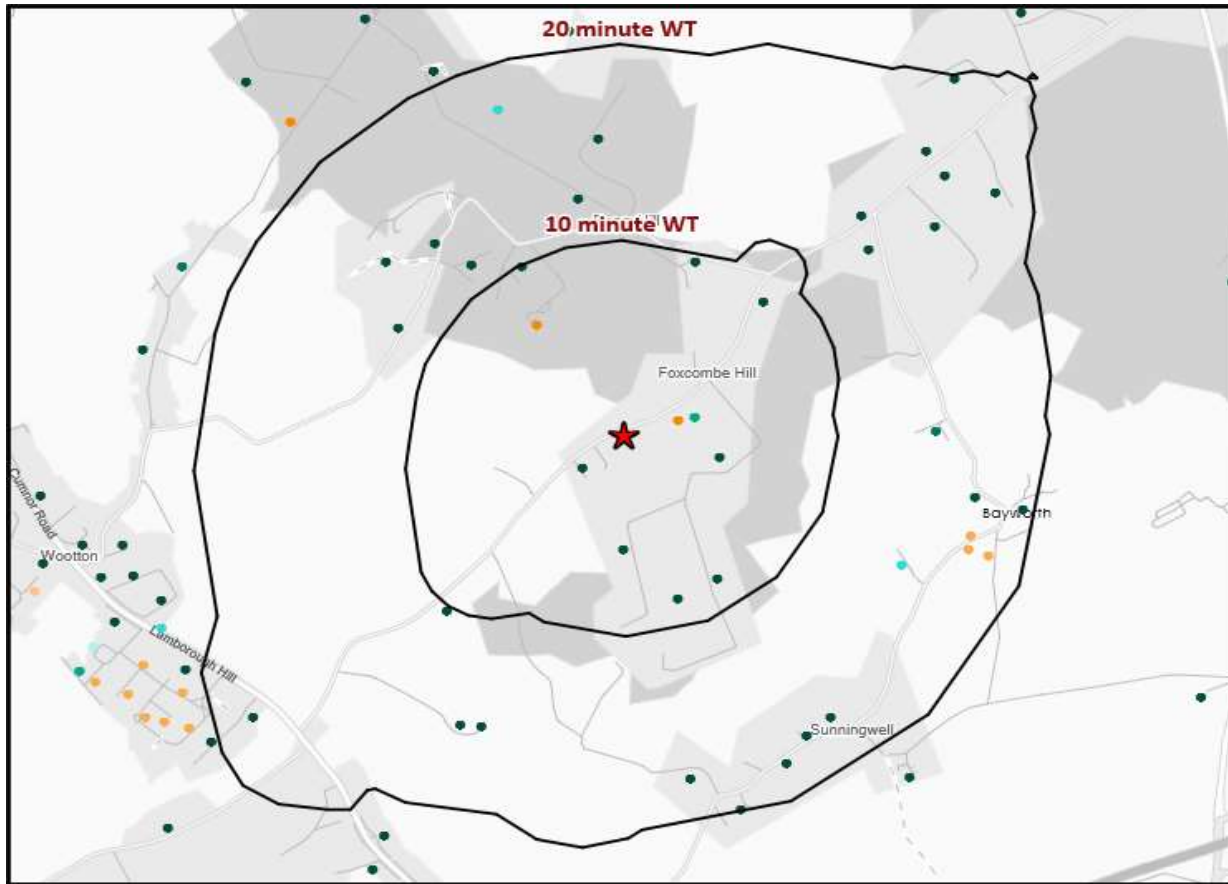 20 minute WT
10 minute WT
Foxcombe Hill
Cumnor Road
Wootton
Bayworth
Lamborough Hill
Sunningwell